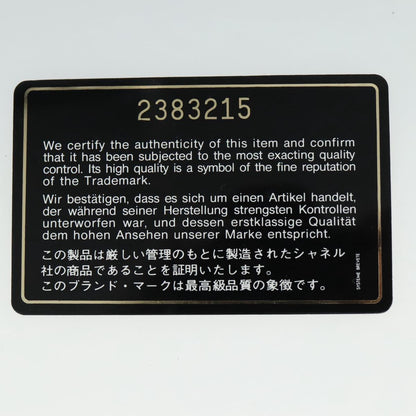 2383215
We certify the authenticity of this item and confirm
that it has been subjected to the most exacting quality
control. Its high quality is a symbol of the fine reputation
of the Trademark.
Wir bestätigen, dass es sich um einen Artikel handelt,
der während seiner Herstellung strengsten Kontrollen
unterworfen war, und dessen erstklassige Qualität
dem hohen Ansehen unserer Marke entspricht.
この製品は厳しい管理のもとに製造されたシャネル
社の商品であることを証明いたします。
このブランド・マークは最高級品質の象徴です。
SYSTEME BREVETE